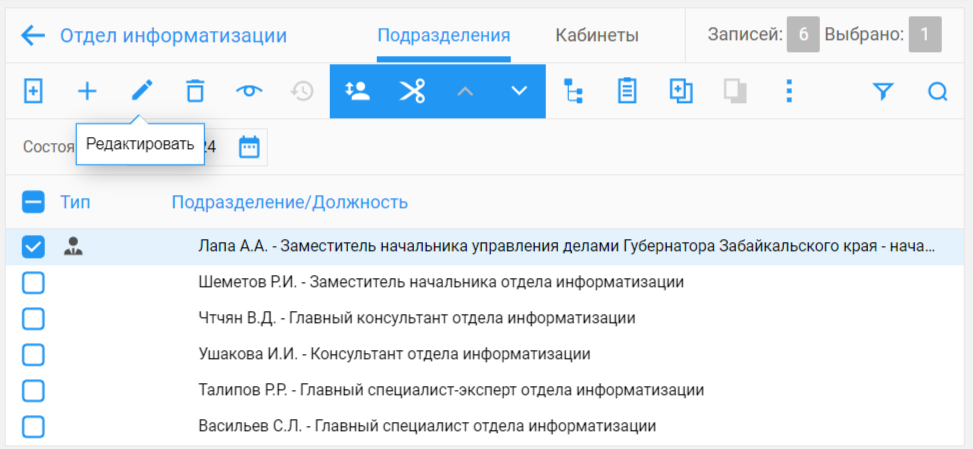 Отдел информатизации Подразделения Кабинеты Записей: 6 Выбрано: 1
Редактировать
24
Тип Подразделение/Должность
Лапа А.А. - Заместитель начальника управления делами Губернатора Забайкальского края - нача...
Шеметов Р.И. - Заместитель начальника отдела информатизации
Чтчян В.Д. - Главный консультант отдела информатизации
Ушакова И.И. - Консультант отдела информатизации
Талипов Р.Р. - Главный специалист-эксперт отдела информатизации
Васильев С.Л. - Главный специалист отдела информатизации